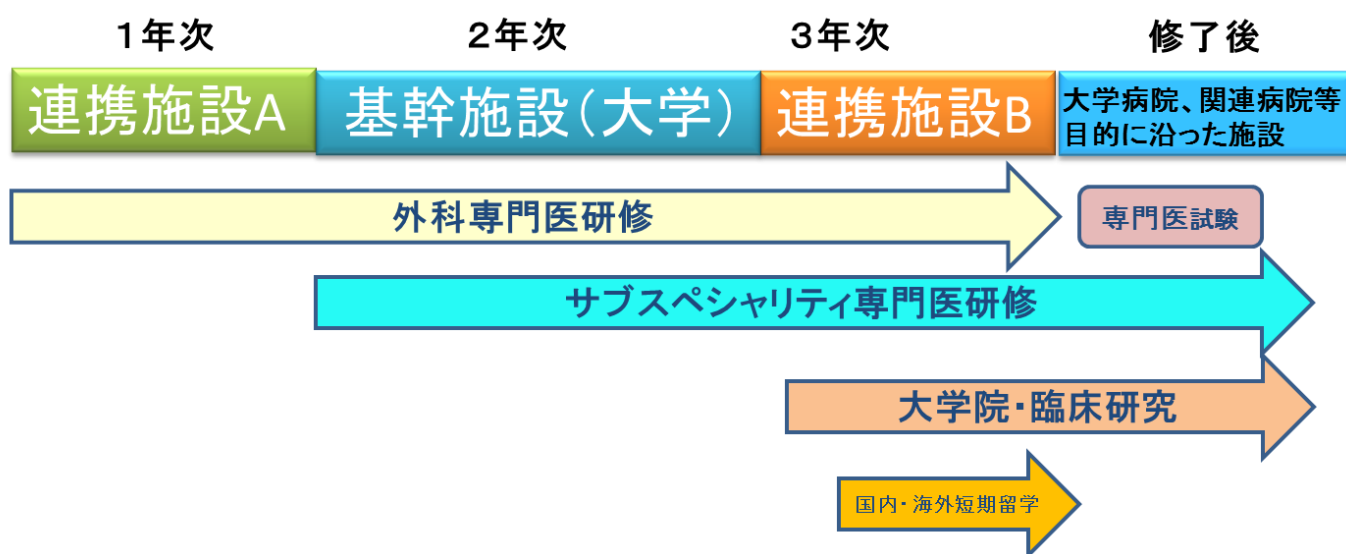 1年次
2年次
3年次
修了後
連携施設A
基幹施設(大学)
連携施設B
大学病院、関連病院等
目的に沿った施設
外科専門医研修
専門医試験
サブスペシャリティ専門医研修
大学院・臨床研究
国内・海外短期留学